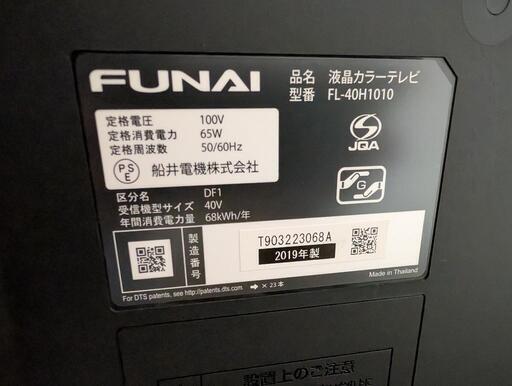 FUNAI
品名 液晶カラーテレビ
型番 FL-40H1010
定格電圧 100V
定格消費電力 65W
定格周波数 50/60Hz
PSE 船井電機株式会社
JQA
G
区分名 DF1
受信機型サイズ 40V
年間消費電力量 68kWh/年
製造番号
T903223068A
2019年製
Made in Thailand
For DTS patents, see http://patents.dts.com.
→ × 23 本
設置上のご注意